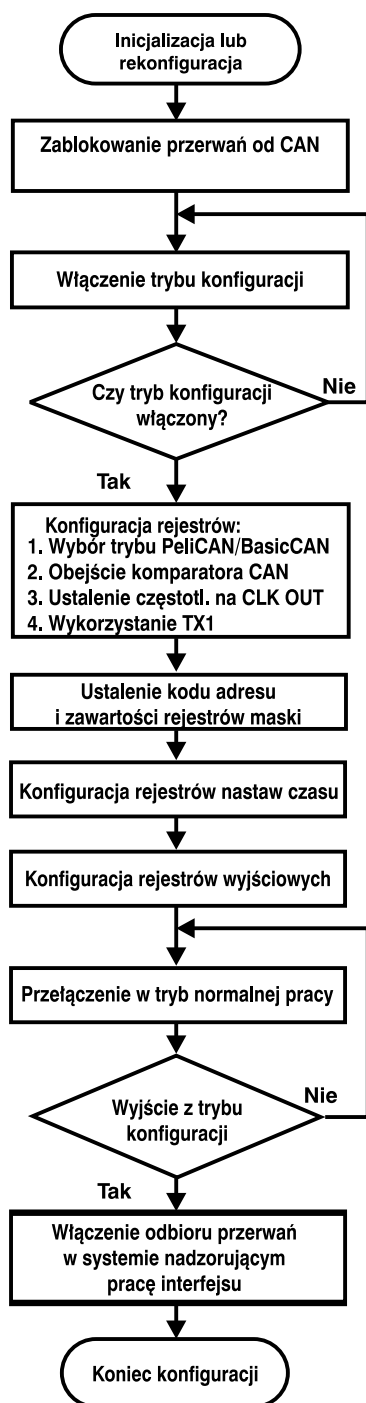 Inicjalizacja lub
rekonfiguracja
Zablokowanie przerwań od CAN
Włączenie trybu konfiguracji
Czy tryb konfiguracji
włączony?
Nie
Tak
Konfiguracja rejestrów:
1. Wybór trybu PeliCAN/BasicCAN
2. Obejście komparatora CAN
3. Ustalenie częstotl. na CLK OUT
4. Wykorzystanie TX1
Ustalenie kodu adresu
i zawartości rejestrów maski
Konfiguracja rejestrów nastaw czasu
Konfiguracja rejestrów wyjściowych
Przełączenie w tryb normalnej pracy
Wyjście z trybu
konfiguracji
Nie
Tak
Włączenie odbioru przerwań
w systemie nadzorującym
pracę interfejsu
Koniec konfiguracji